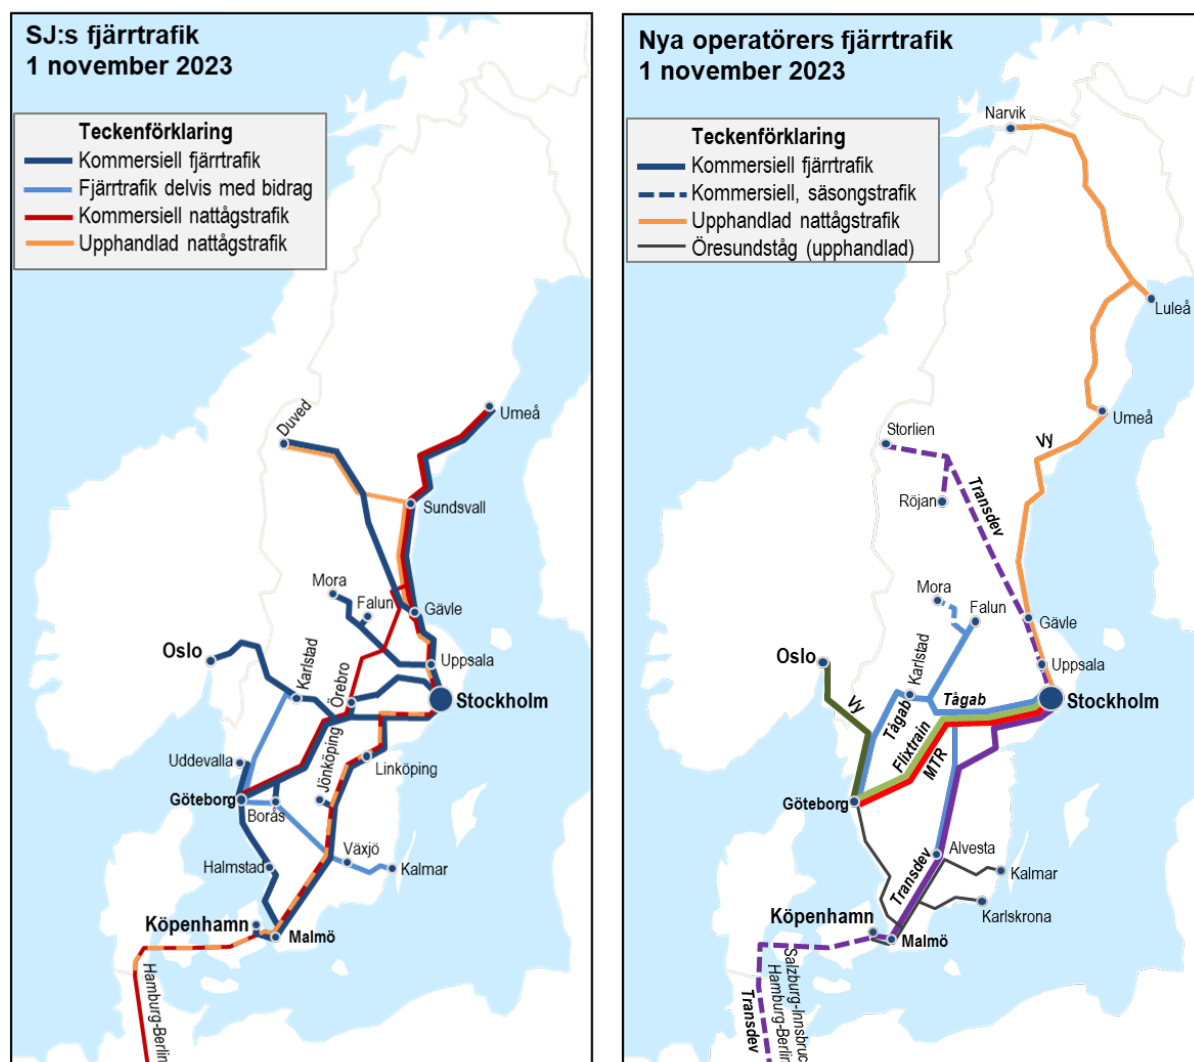 SJ:s fjärrtrafik
1 november 2023
Teckenförklaring
Kommersiell fjärrtrafik
Fjärrtrafik delvis med bidrag
Kommersiell nattågstrafik
Upphandlad nattågstrafik
Umeå
Duved
Sundsvall
Mora
Falun
Gävle
Oslo
Karlstad
Örebro
Uppsala
Stockholm
Uddevalla
Jönköping
Linköping
Göteborg
Borås
Växjö
Halmstad
Kalmar
Köpenhamn
Malmö
Hamburg-Berlin
Nya operatörers fjärrtrafik
1 november 2023
Teckenförklaring
Kommersiell fjärrtrafik
Kommersiell, säsongstrafik
Upphandlad nattågstrafik
Öresundståg (upphandlad)
Narvik
Luleå
Umeå
Vy
Storlien
Transdev
Röjan
Mora
Falun
Gävle
Oslo
Karlstad
Uppsala
Vy
Tågab
Tågab
Stockholm
Flixtrain
MTR
Göteborg
Alvesta
Transdev
Kalmar
Karlskrona
Köpenhamn
Malmö
Transdev
Hamburg-Berlin
Salzburg-Innsbruc